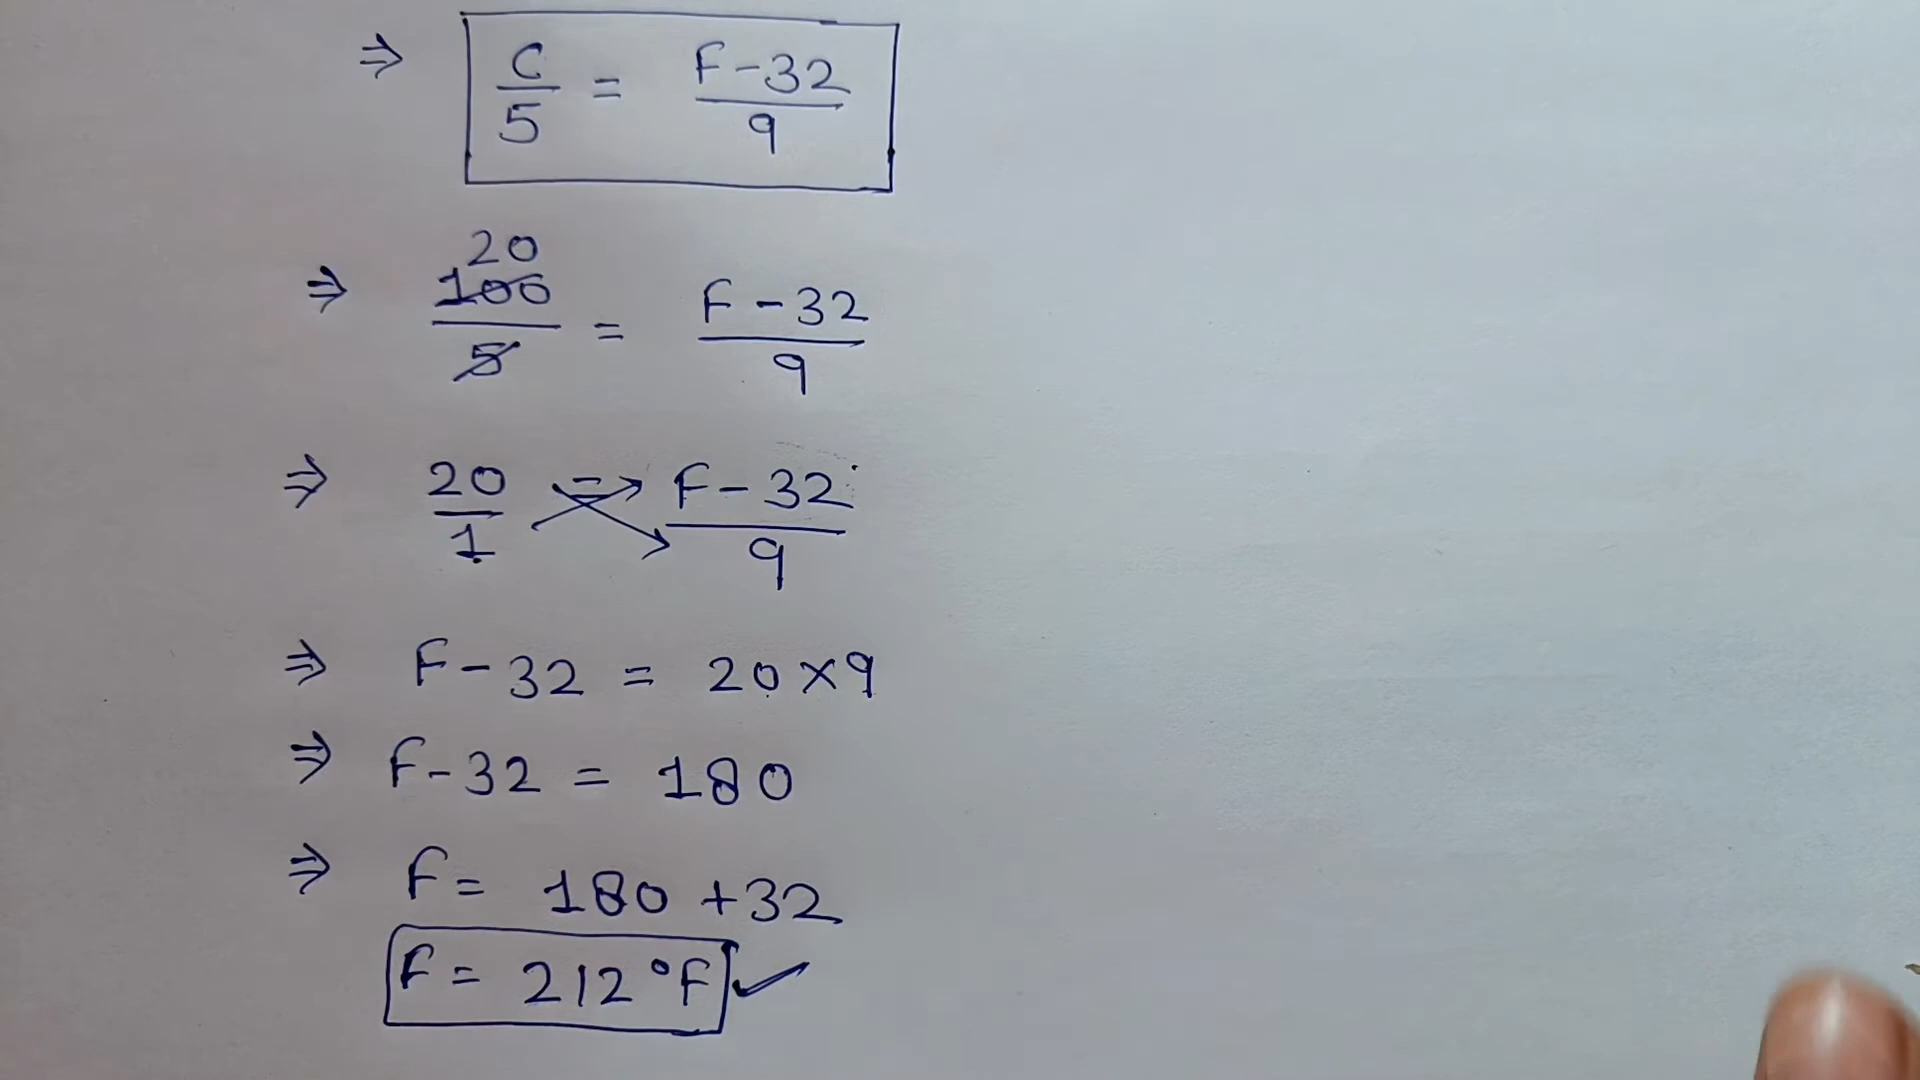 ⇒ C/5 = F-32/9
20
⇒ 100/5 = F-32/9
⇒ 20/1 = F-32/9
⇒ F-32 = 20×9
⇒ F-32 = 180
⇒ F= 180 +32
F= 212 °F ✓